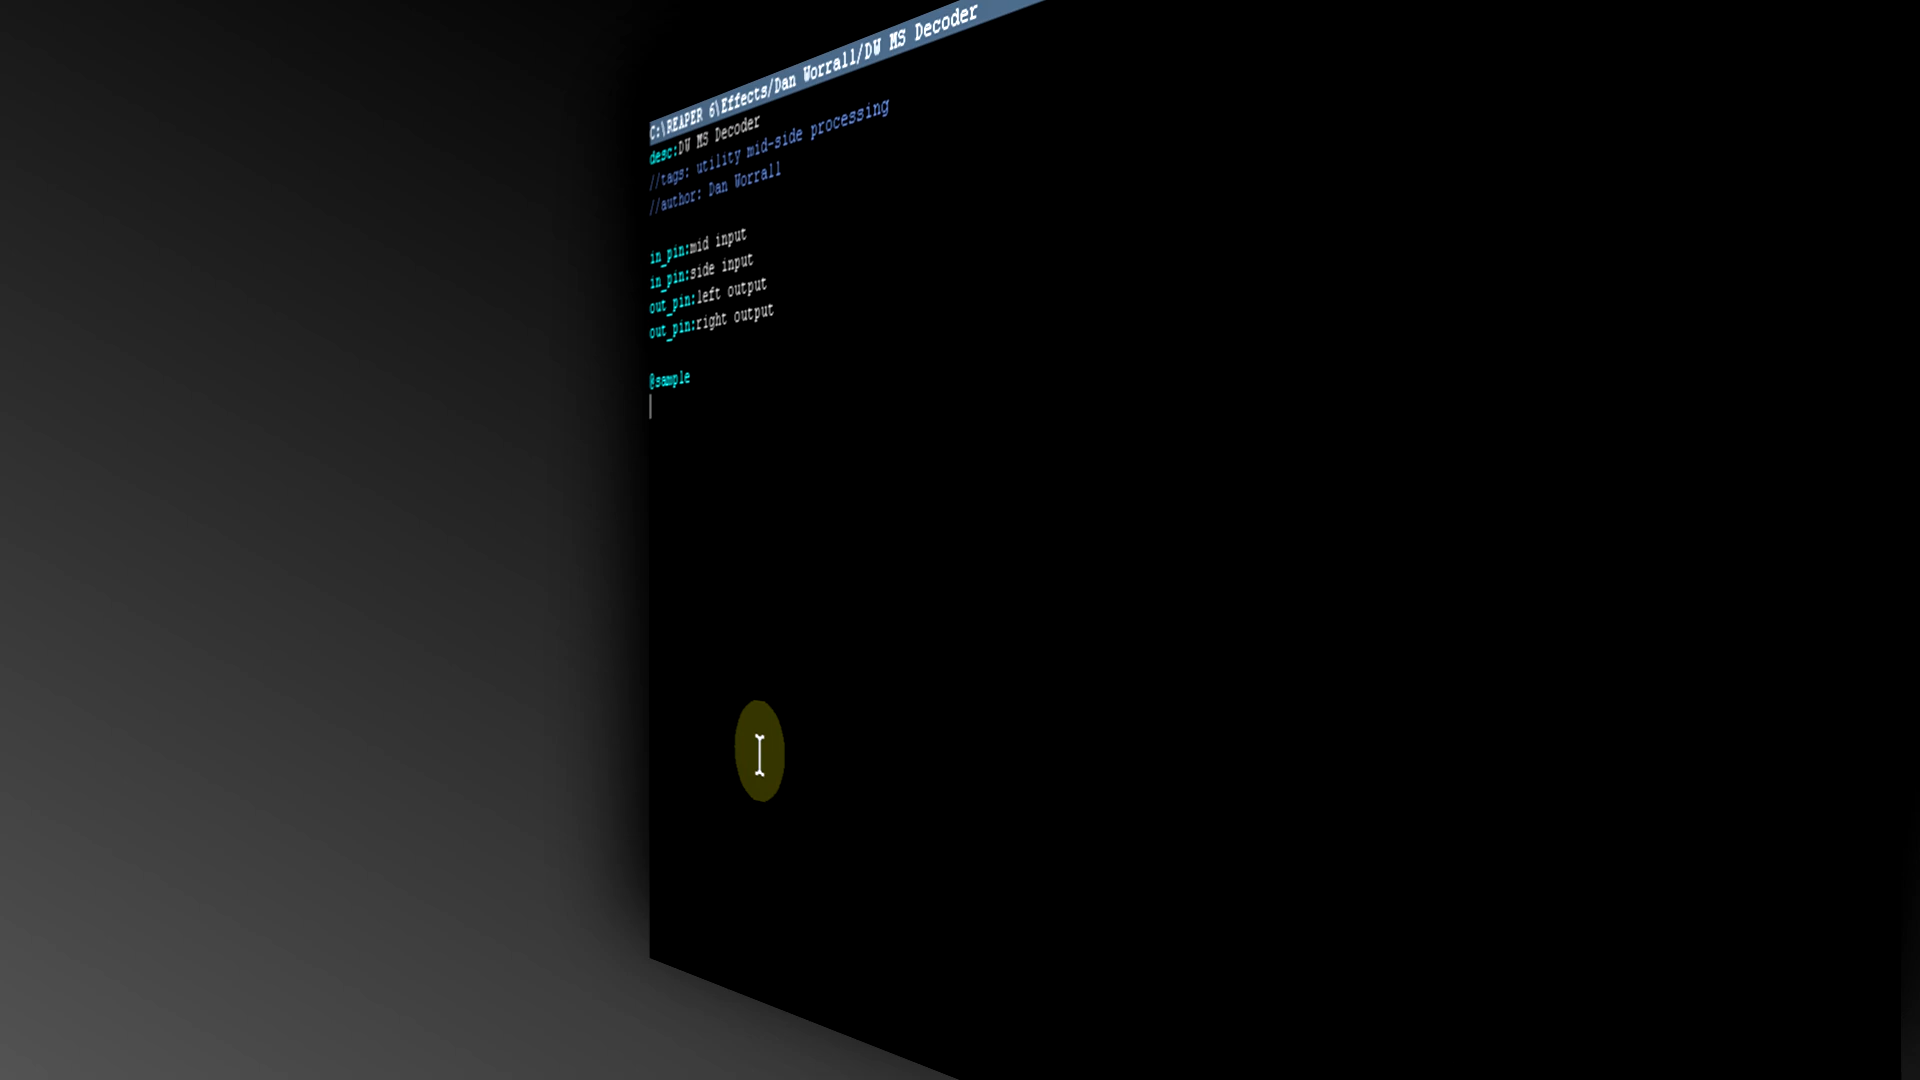 C:\REAPER 6\Effects/Dan Worrall/DW MS Decoder
desc:DW MS Decoder
//tags: utility mid-side processing
//author: Dan Worrall
in_pin:mid input
in_pin:side input
out_pin:left output
out_pin:right output
@sample